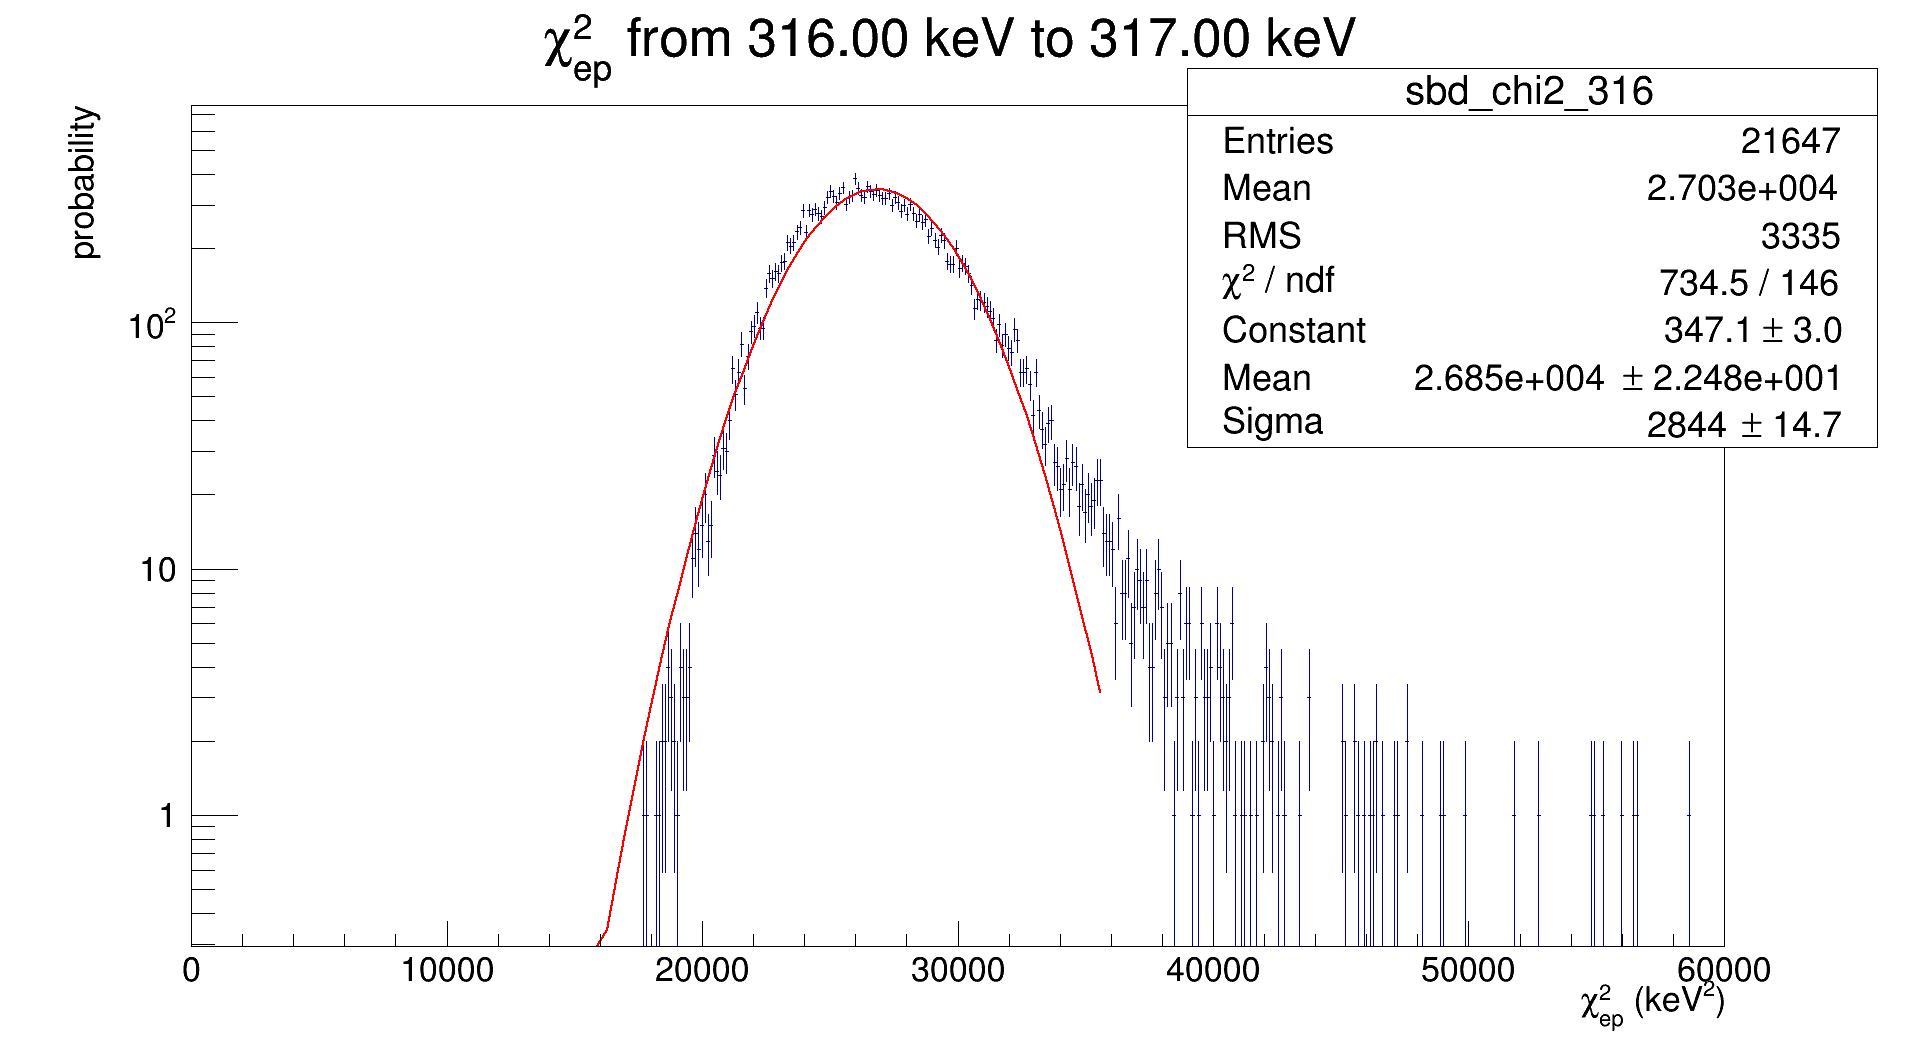 χ²ep from 316.00 keV to 317.00 keV
sbd_chi2_316
Entries 21647
Mean 2.703e+004
RMS 3335
χ² / ndf 734.5 / 146
Constant 347.1 ± 3.0
Mean 2.685e+004 ± 2.248e+001
Sigma 2844 ± 14.7
probability
10²
10
1
0 10000 20000 30000 40000 50000 60000
χ²ep (keV²)